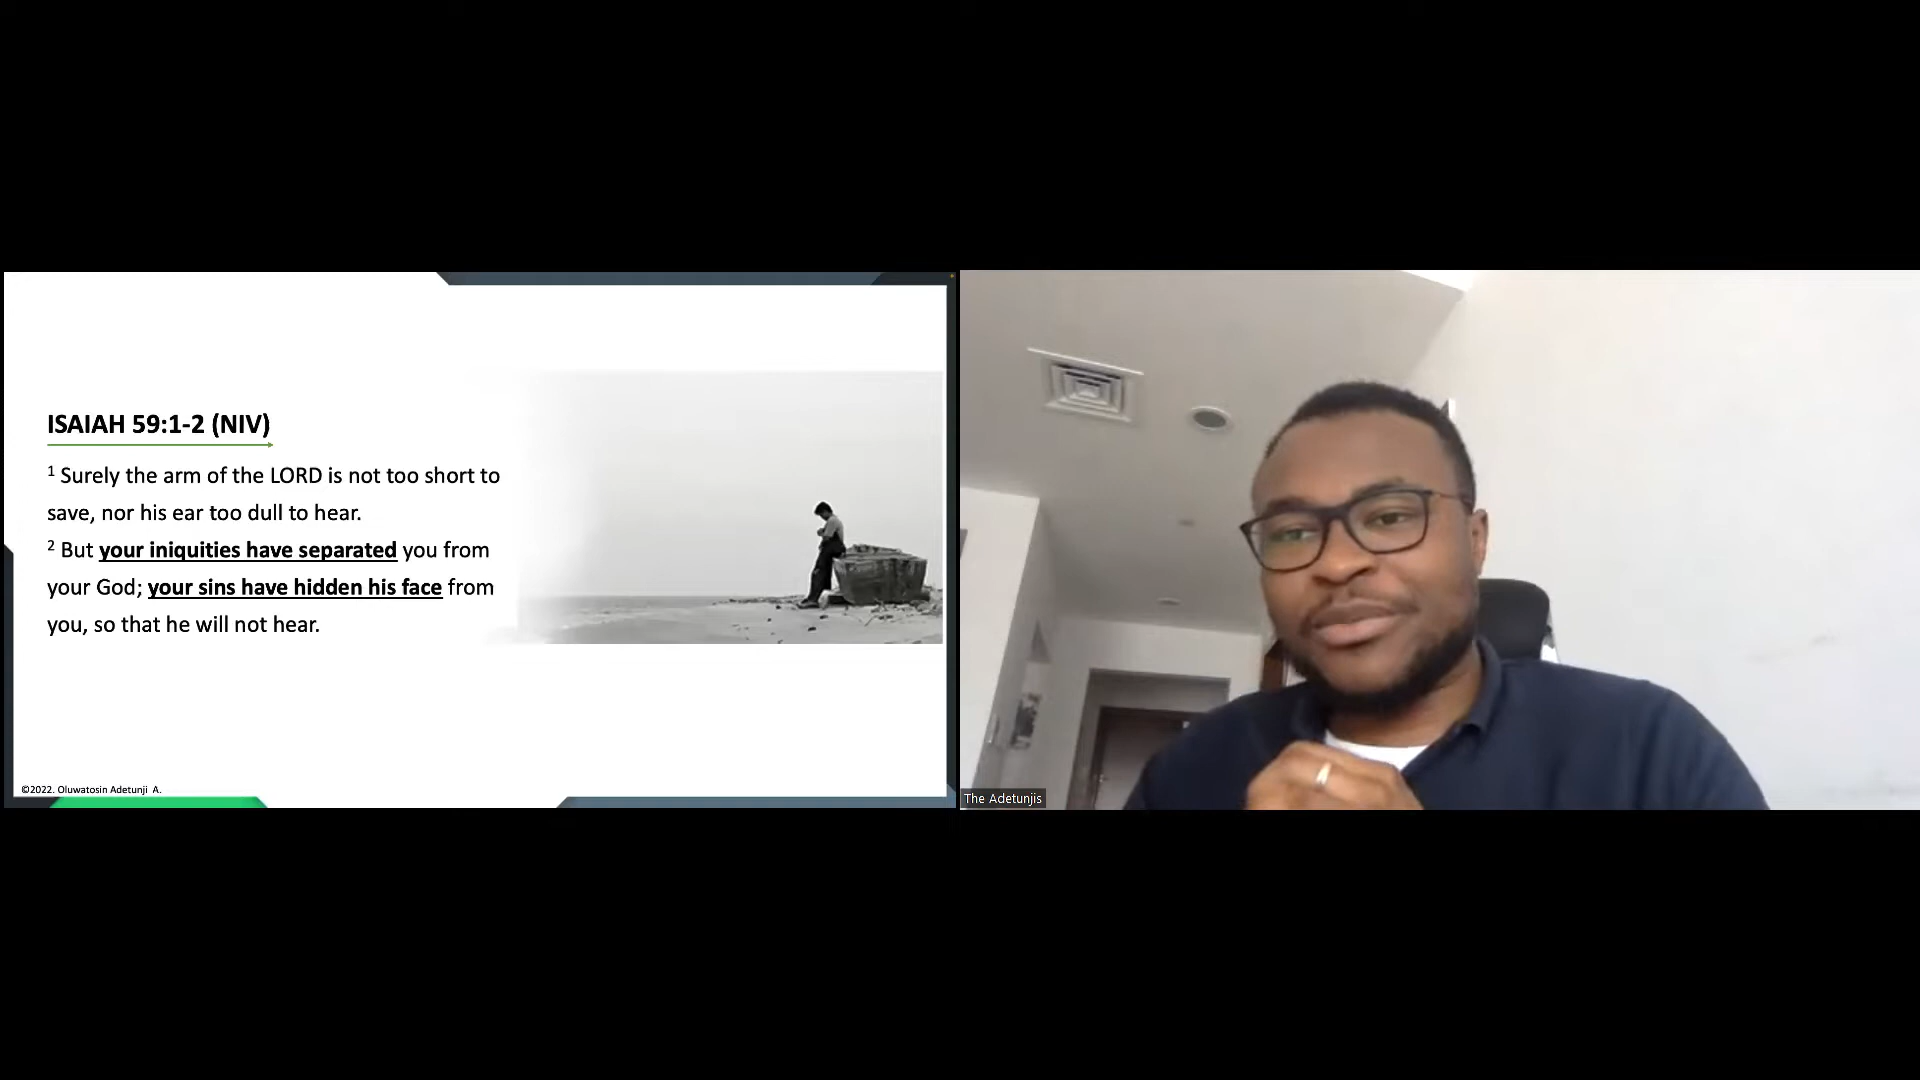 ISAIAH 59:1-2 (NIV)
1 Surely the arm of the LORD is not too short to
save, nor his ear too dull to hear.
2 But your iniquities have separated you from
your God; your sins have hidden his face from
you, so that he will not hear.
©2022. Oluwatosin Adetunji A.
The Adetunjis